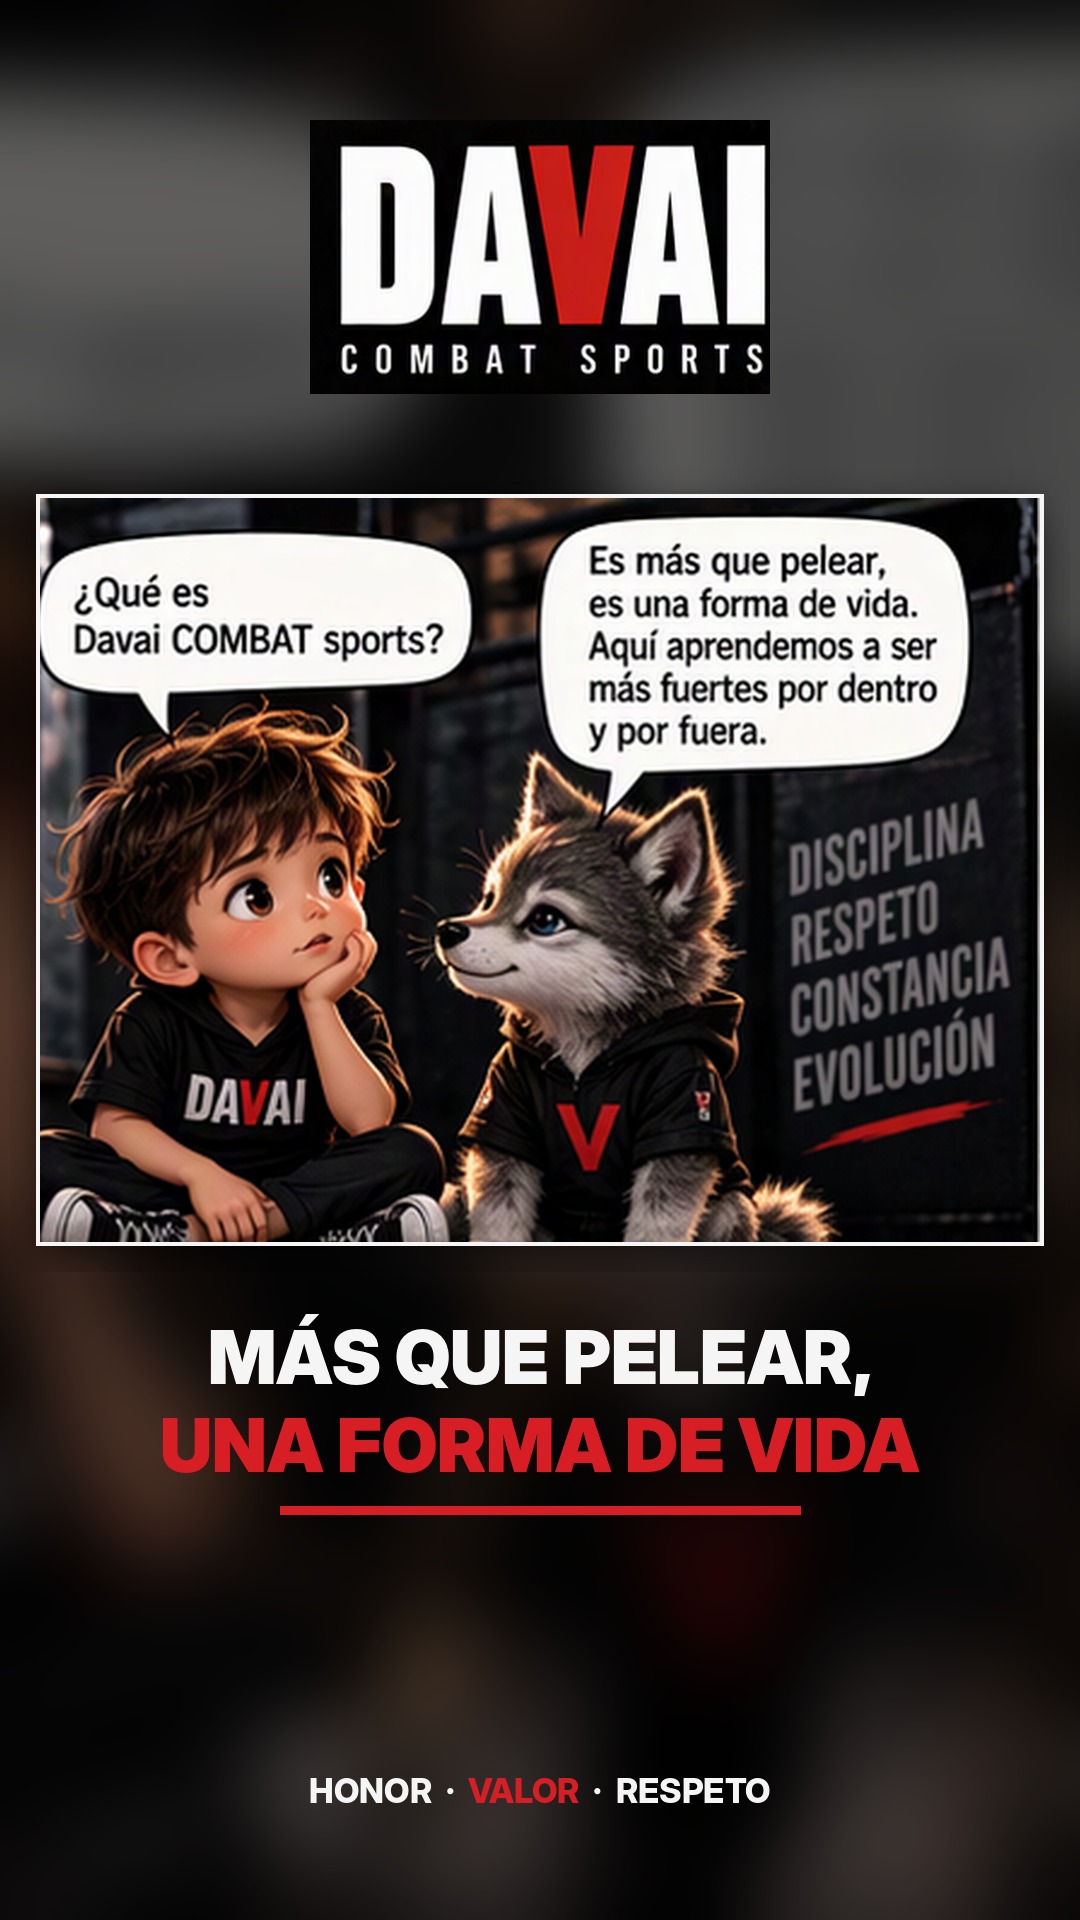 DAVAI
COMBAT SPORTS
¿Qué es
Davai COMBAT sports?
Es más que pelear,
es una forma de vida.
Aquí aprendemos a ser
más fuertes por dentro
y por fuera.
DISCIPLINA
RESPETO
CONSTANCIA
EVOLUCIÓN
DAVAI
V
MÁS QUE PELEAR,
UNA FORMA DE VIDA
HONOR · VALOR · RESPETO